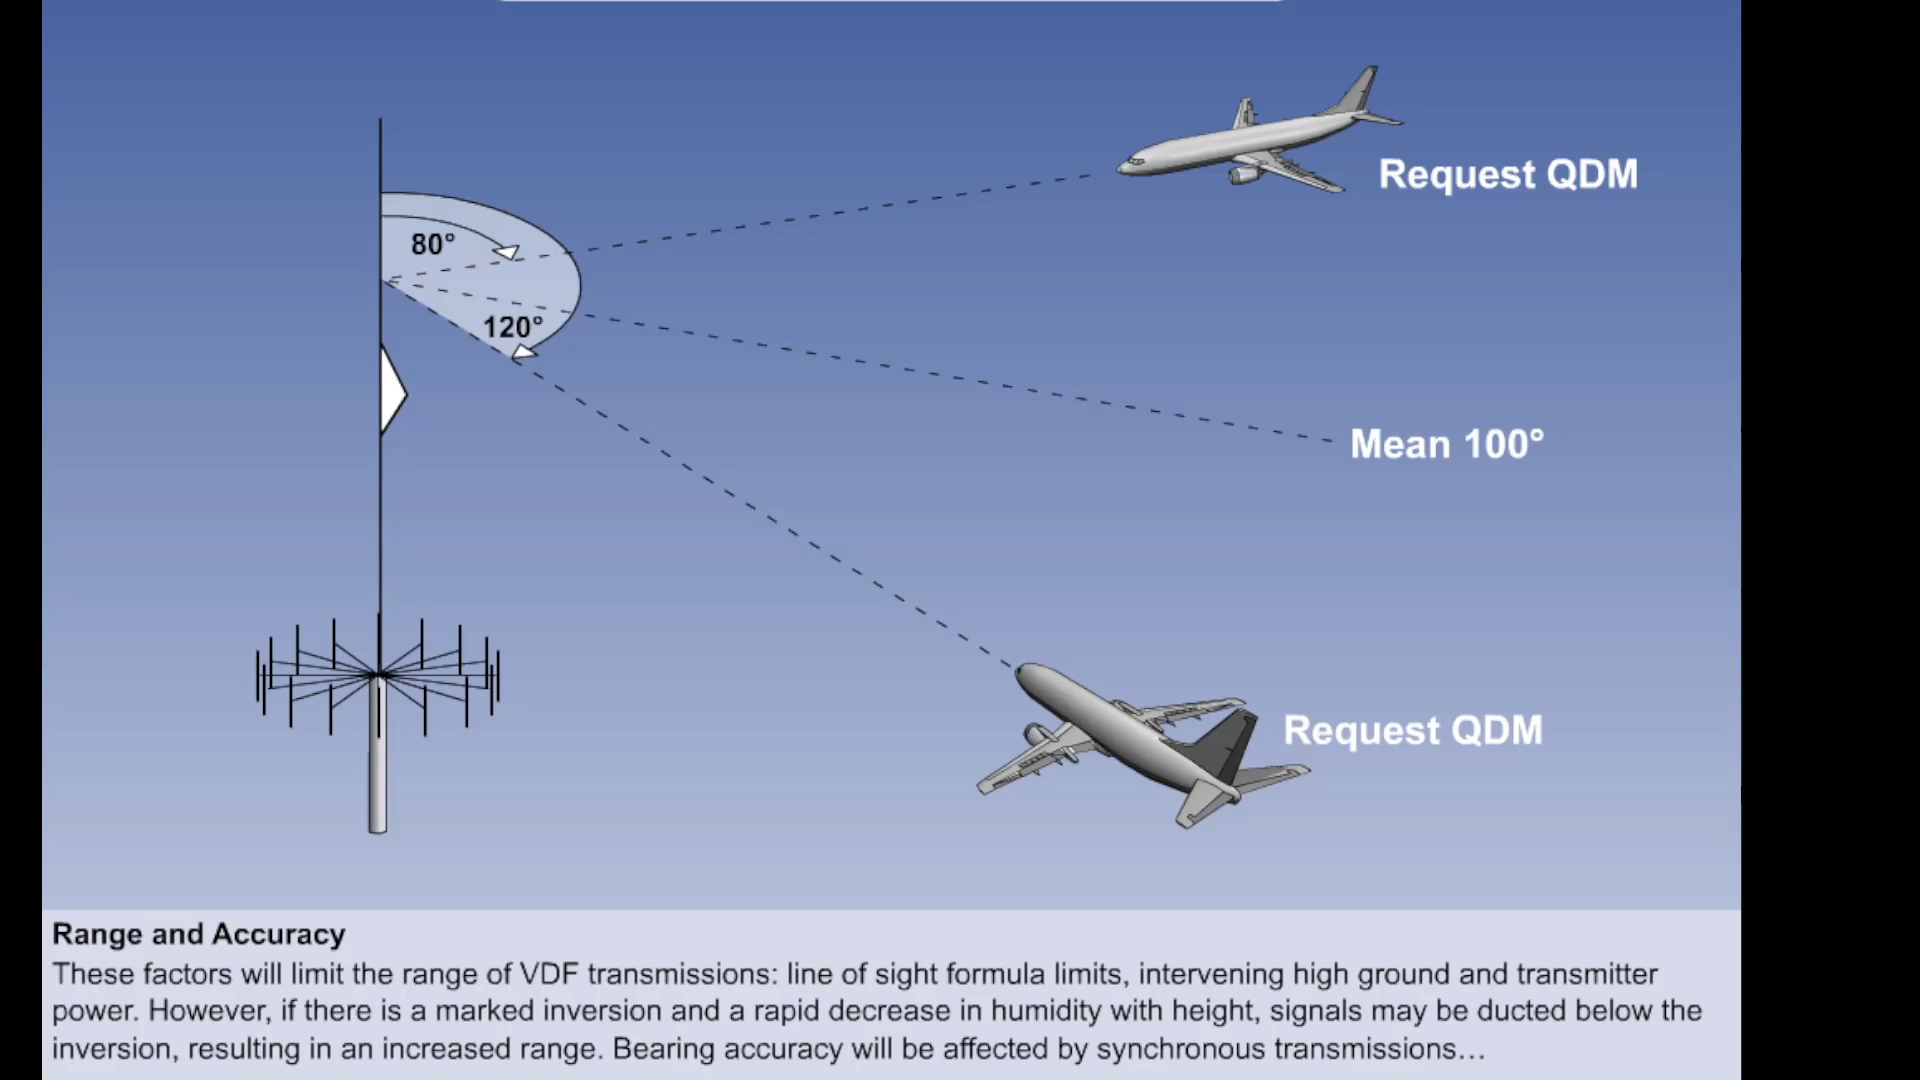 Request QDM
80°
120°
Mean 100°
Request QDM
Range and Accuracy
These factors will limit the range of VDF transmissions: line of sight formula limits, intervening high ground and transmitter
power. However, if there is a marked inversion and a rapid decrease in humidity with height, signals may be ducted below the
inversion, resulting in an increased range. Bearing accuracy will be affected by synchronous transmissions...